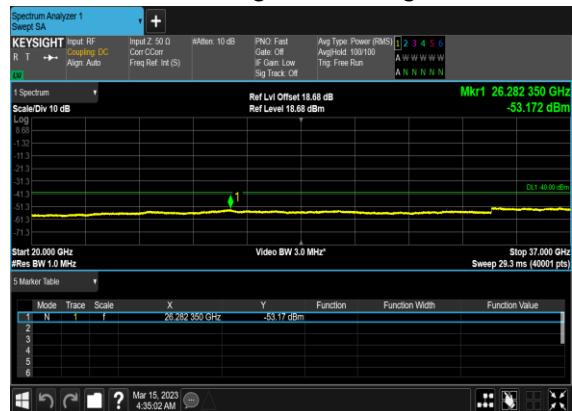 Spectrum Analyzer 1
Swept SA
KEYSIGHT Input: RF Input Z: 50 Ω #Atten: 10 dB PNO: Fast Avg Type: Power (RMS) 1 2 3 4 5 6
R T Coupling: DC Corr CCorr Gate: Off Avg|Hold: 100/100 A W W W W W
Align: Auto Freq Ref: Int (S) IF Gain: Low Trig: Free Run
LXI Sig Track: Off A N N N N N
1 Spectrum Ref Lvl Offset 18.68 dB Mkr1 26.282 350 GHz
Scale/Div 10 dB Ref Level 18.68 dBm -53.172 dBm
Log
8.68
-1.32
-11.3
-21.3
-31.3
DL1 -40.00 dBm
-41.3
1
-51.3
-61.3
-71.3
Start 20.000 GHz Video BW 3.0 MHz* Stop 37.000 GHz
#Res BW 1.0 MHz Sweep 29.3 ms (40001 pts)
5 Marker Table
Mode Trace Scale X Y Function Function Width Function Value
1 N 1 f 26.282 350 GHz -53.17 dBm
2
3
4
5
6
? Mar 15, 2023
4:35:02 AM